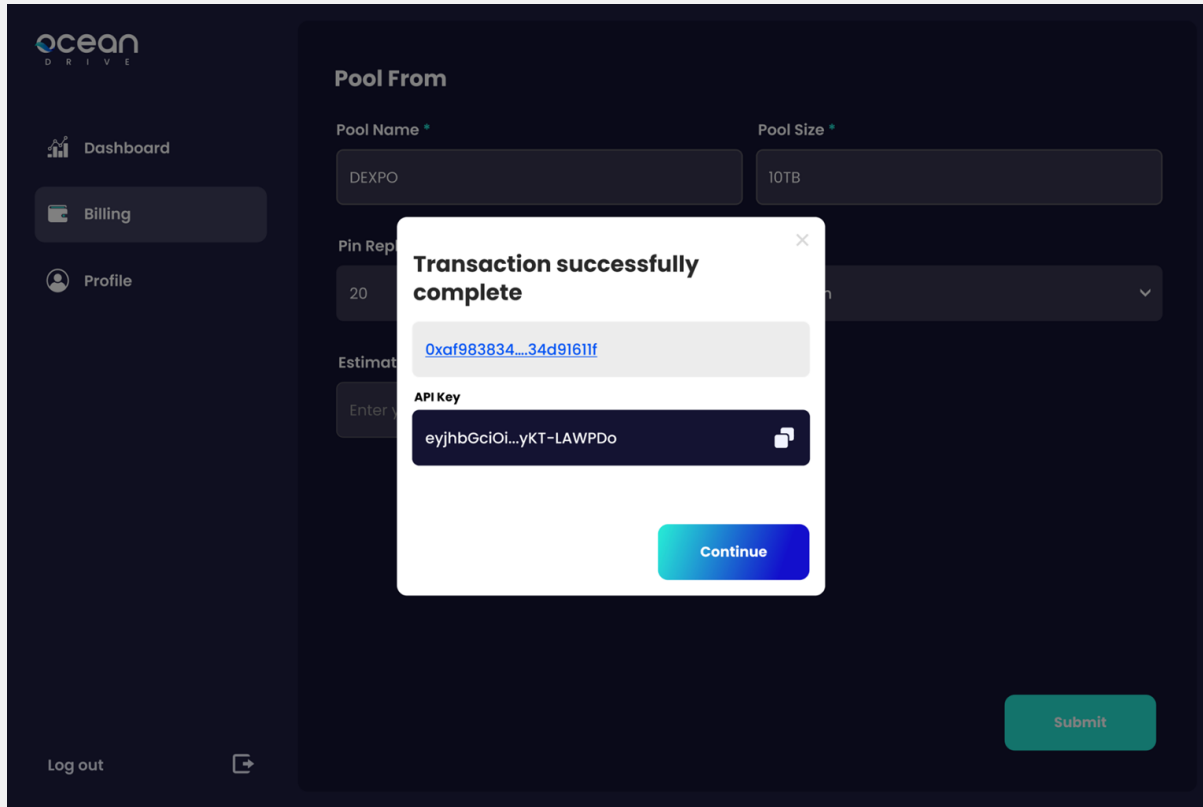 ocean
DRIVE
Dashboard
Billing
Profile
Log out
Pool From
Pool Name *
Pool Size *
DEXPO
10TB
Pin Repl
20
Estimat
Enter y
Transaction successfully
complete
0xaf983834....34d91611f
API Key
eyjhbGciOi...yKT-LAWPDo
Continue
Submit